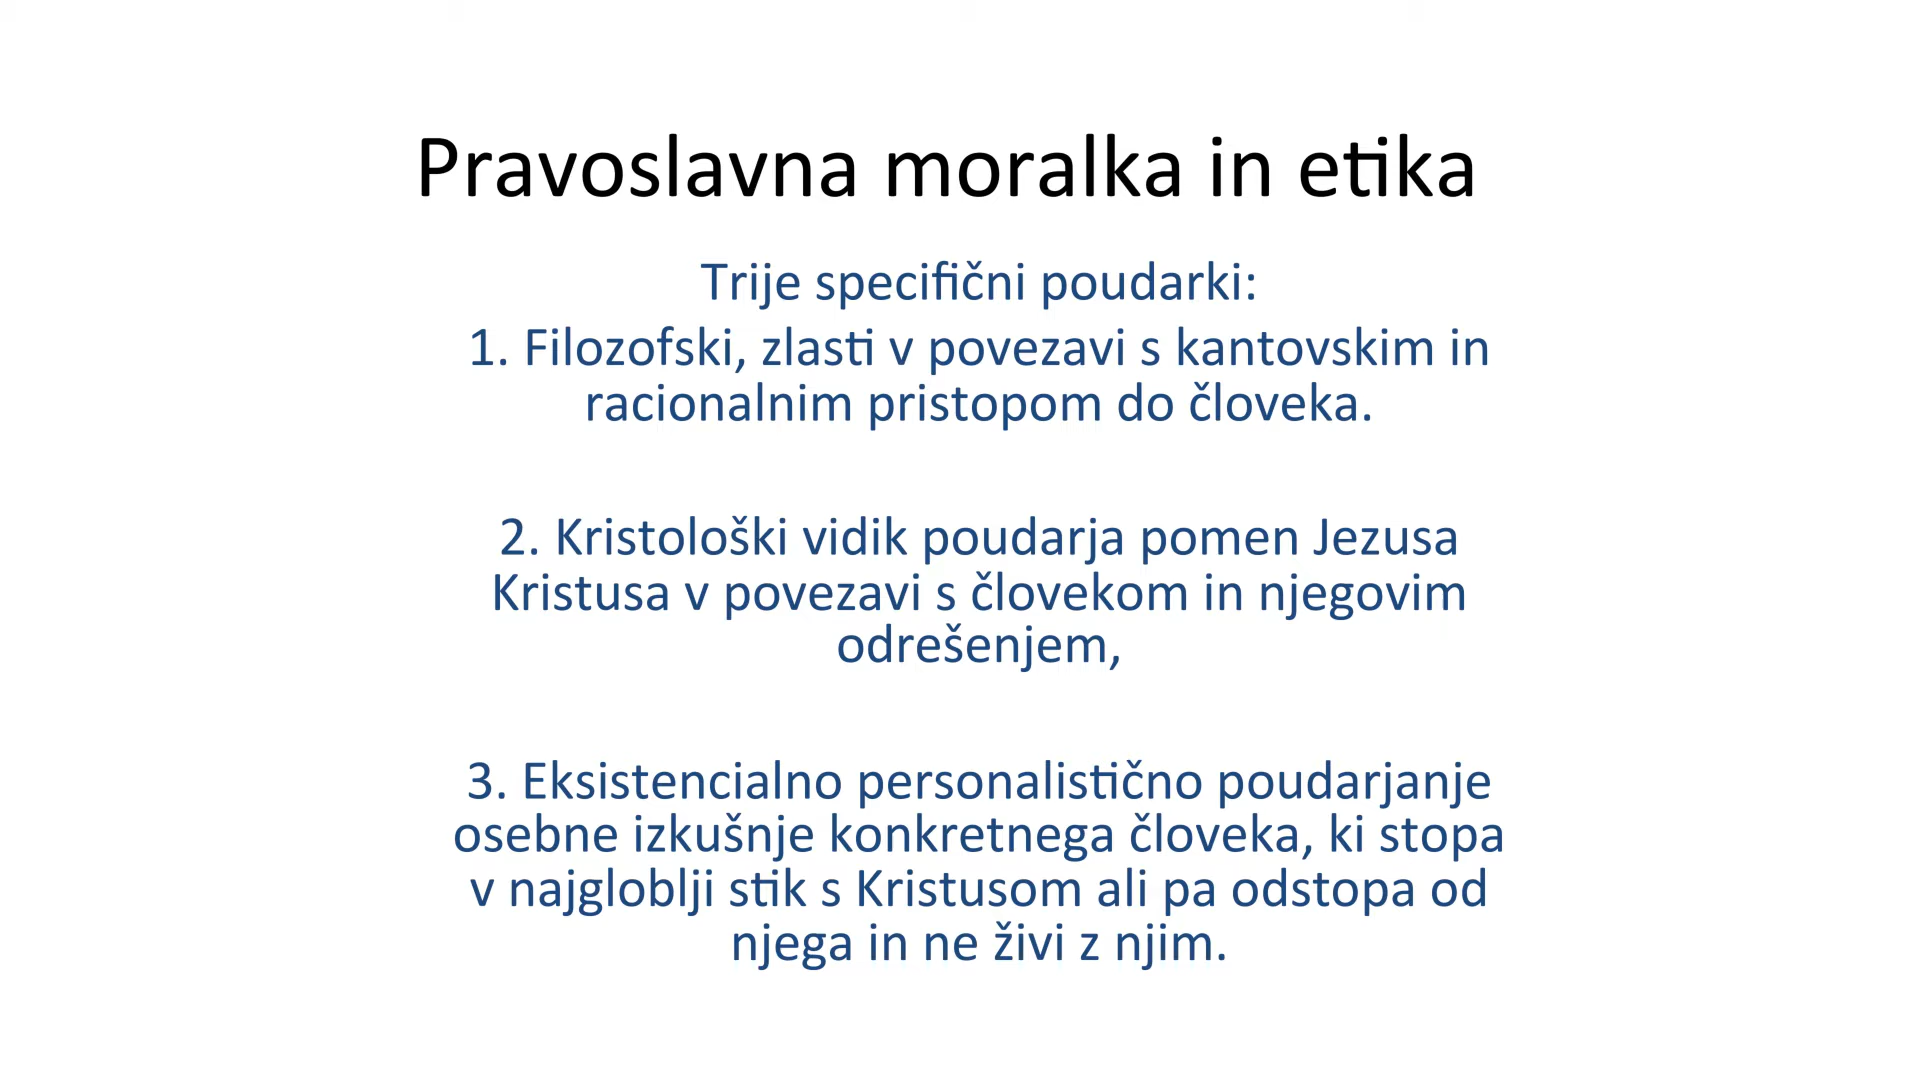 Pravoslavna moralka in etika
Trije specifični poudarki:
1. Filozofski, zlasti v povezavi s kantovskim in
racionalnim pristopom do človeka.
2. Kristološki vidik poudarja pomen Jezusa
Kristusa v povezavi s človekom in njegovim
odrešenjem,
3. Eksistencialno personalistično poudarjanje
osebne izkušnje konkretnega človeka, ki stopa
v najgloblji stik s Kristusom ali pa odstopa od
njega in ne živi z njim.